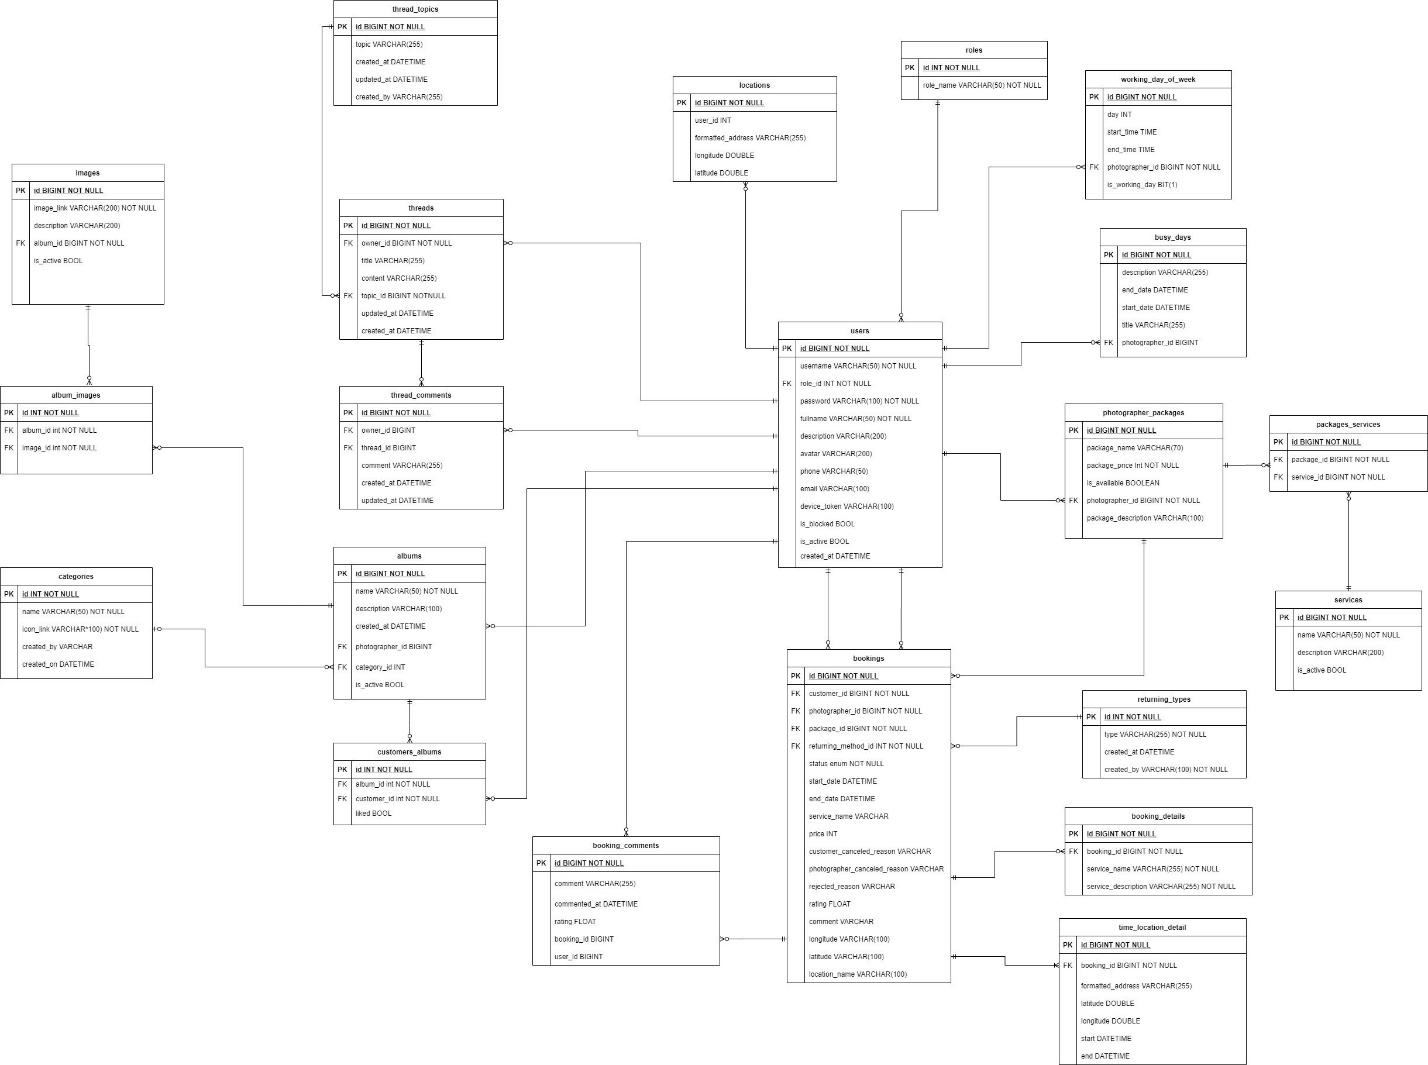 thread_topics
PK id BIGINT NOT NULL
topic VARCHAR(255)
created_at DATETIME
updated_at DATETIME
created_by VARCHAR(255)
roles
PK id INT NOT NULL
role_name VARCHAR(50) NOT NULL
locations
PK id BIGINT NOT NULL
user_id INT
formatted_address VARCHAR(255)
longitude DOUBLE
latitude DOUBLE
working_day_of_week
PK id BIGINT NOT NULL
day INT
start_time TIME
end_time TIME
FK photographer_id BIGINT NOT NULL
is_working_day BIT(1)
images
PK id BIGINT NOT NULL
image_link VARCHAR(200) NOT NULL
description VARCHAR(200)
FK album_id BIGINT NOT NULL
is_active BOOL
threads
PK id BIGINT NOT NULL
FK owner_id BIGINT NOT NULL
title VARCHAR(255)
content VARCHAR(255)
FK topic_id BIGINT NOTNULL
updated_at DATETIME
created_at DATETIME
busy_days
PK id BIGINT NOT NULL
description VARCHAR(255)
end_date DATETIME
start_date DATETIME
title VARCHAR(255)
FK photographer_id BIGINT
users
PK id BIGINT NOT NULL
username VARCHAR(50) NOT NULL
FK role_id INT NOT NULL
password VARCHAR(100) NOT NULL
fullname VARCHAR(50) NOT NULL
description VARCHAR(200)
avatar VARCHAR(200)
phone VARCHAR(50)
email VARCHAR(100)
device_token VARCHAR(100)
is_blocked BOOL
is_active BOOL
created_at DATETIME
album_images
PK id INT NOT NULL
FK album_id int NOT NULL
FK image_id int NOT NULL
thread_comments
PK id BIGINT NOT NULL
FK owner_id BIGINT
FK thread_id BIGINT
comment VARCHAR(255)
created_at DATETIME
updated_at DATETIME
photographer_packages
PK id BIGINT NOT NULL
package_name VARCHAR(70)
package_price Int NOT NULL
is_available BOOLEAN
FK photographer_id BIGINT NOT NULL
package_description VARCHAR(100)
packages_services
PK id BIGINT NOT NULL
FK package_id BIGINT NOT NULL
FK service_id BIGINT NOT NULL
albums
PK id BIGINT NOT NULL
name VARCHAR(50) NOT NULL
description VARCHAR(100)
created_at DATETIME
FK photographer_id BIGINT
FK category_id INT
is_active BOOL
categories
PK id INT NOT NULL
name VARCHAR(50) NOT NULL
icon_link VARCHAR*100) NOT NULL
created_by VARCHAR
created_on DATETIME
services
PK id BIGINT NOT NULL
name VARCHAR(50) NOT NULL
description VARCHAR(200)
is_active BOOL
bookings
PK id BIGINT NOT NULL
FK customer_id BIGINT NOT NULL
FK photographer_id BIGINT NOT NULL
FK package_id BIGINT NOT NULL
FK returning_method_id INT NOT NULL
status enum NOT NULL
start_date DATETIME
end_date DATETIME
service_name VARCHAR
price INT
customer_canceled_reason VARCHAR
photographer_canceled_reason VARCHAR
rejected_reason VARCHAR
rating FLOAT
comment VARCHAR
longitude VARCHAR(100)
latitude VARCHAR(100)
location_name VARCHAR(100)
returning_types
PK id INT NOT NULL
type VARCHAR(255) NOT NULL
created_at DATETIME
created_by VARCHAR(100) NOT NULL
customers_albums
PK id INT NOT NULL
FK album_id int NOT NULL
FK customer_id int NOT NULL
liked BOOL
booking_details
PK id BIGINT NOT NULL
FK booking_id BIGINT NOT NULL
service_name VARCHAR(255) NOT NULL
service_description VARCHAR(255) NOT NULL
booking_comments
PK id BIGINT NOT NULL
comment VARCHAR(255)
commented_at DATETIME
rating FLOAT
booking_id BIGINT
user_id BIGINT
time_location_detail
PK id BIGINT NOT NULL
FK booking_id BIGINT NOT NULL
formatted_address VARCHAR(255)
latitude DOUBLE
longitude DOUBLE
start DATETIME
end DATETIME